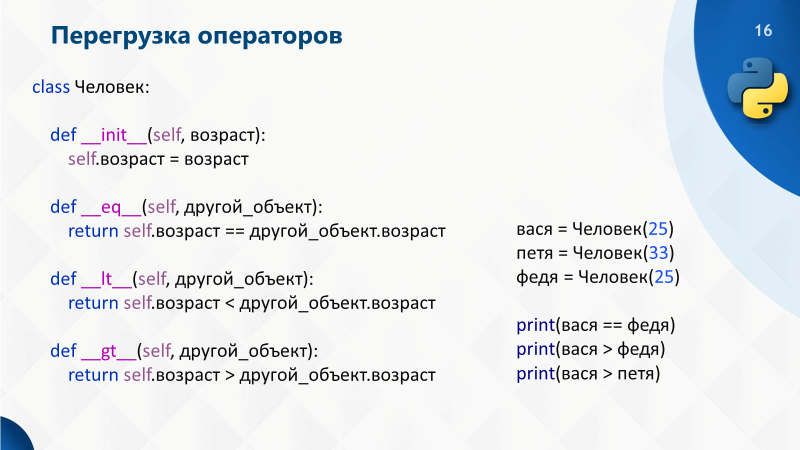 Перегрузка операторов
16
class Человек:
def __init__(self, возраст):
self.возраст = возраст
def __eq__(self, другой_объект):
return self.возраст == другой_объект.возраст
def __lt__(self, другой_объект):
return self.возраст < другой_объект.возраст
def __gt__(self, другой_объект):
return self.возраст > другой_объект.возраст
вася = Человек(25)
петя = Человек(33)
федя = Человек(25)
print(вася == федя)
print(вася > федя)
print(вася > петя)